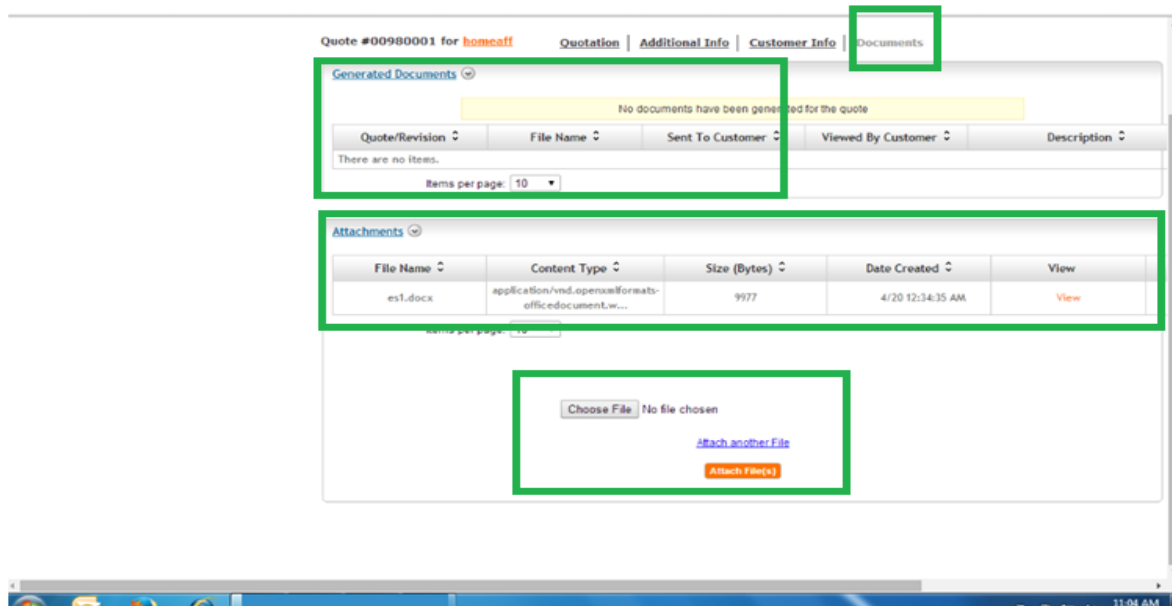 Quote #00980001 for homeaff Quotation | Additional Info | Customer Info | Documents
Generated Documents
No documents have been generated for the quote
Quote/Revision File Name Sent To Customer Viewed By Customer Description
There are no items.
Items per page: 10
Attachments
File Name Content Type Size (Bytes) Date Created View
es1.docx application/vnd.openxmlformats- 9977 4/20 12:34:35 AM View
officedocument.w...
Items per page: 10
Choose File No file chosen
Attach another File
Attach File(s)
11:04 AM